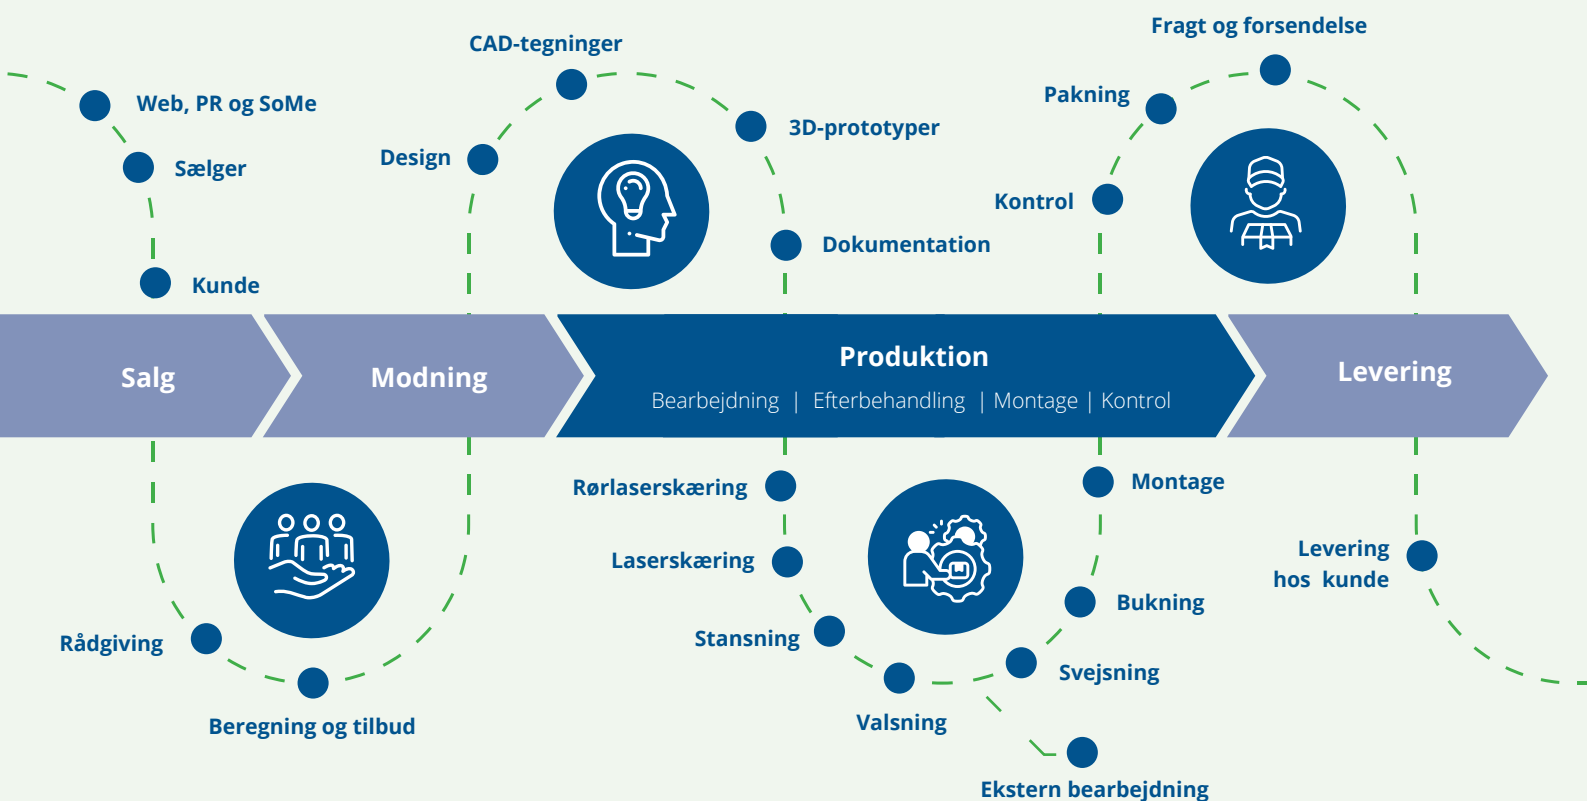 Web, PR og SoMe
Sælger
Kunde
CAD-tegninger
Design
3D-prototyper
Dokumentation
Fragt og forsendelse
Pakning
Kontrol
Salg
Modning
Produktion
Bearbejdning | Efterbehandling | Montage | Kontrol
Levering
Rådgiving
Beregning og tilbud
Rørlaserskæring
Laserskæring
Stansning
Valsning
Montage
Bukning
Svejsning
Ekstern bearbejdning
Levering
hos kunde